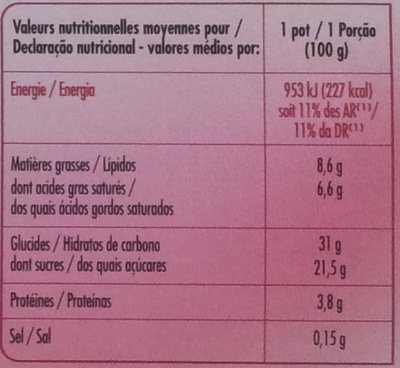 Valeurs nutritionnelles moyennes pour / 1 pot / 1 Porção
Declaração nutricional - valores médios por: (100 g)
Energie / Energia 953 kJ (227 kcal)
soit 11% des AR⁽¹⁾/
11% da DR⁽¹⁾
Matières grasses / Lípidos 8,6 g
dont acides gras saturés / 6,6 g
dos quais ácidos gordos saturados
Glucides / Hidratos de carbono 31 g
dont sucres / dos quais açúcares 21,5 g
Protéines / Proteínas 3,8 g
Sel / Sal 0,15 g